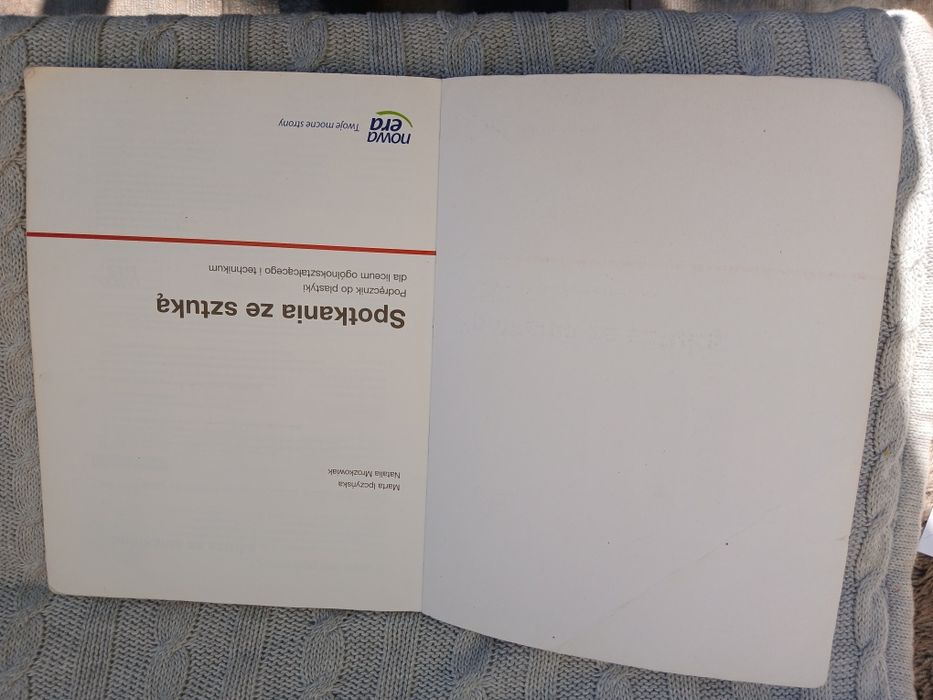 Marta Ipczyńska
Natalia Mrozkowiak
Spotkania ze sztuką
Podręcznik do plastyki
dla liceum ogólnokształcącego i technikum
nowa
era
Twoje mocne strony